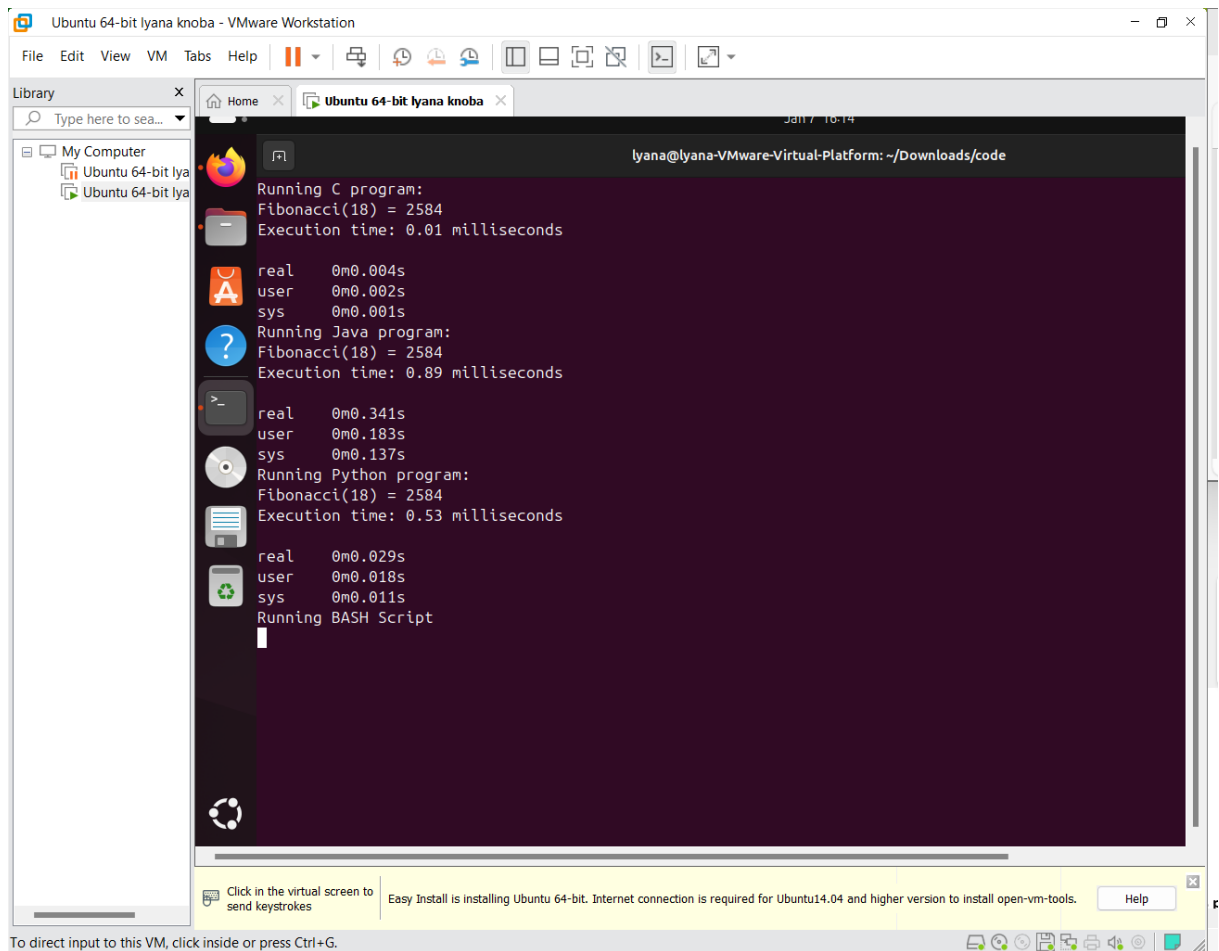 Ubuntu 64-bit lyana knoba - VMware Workstation
File Edit View VM Tabs Help
Library
Type here to sea...
Home
Ubuntu 64-bit lyana knoba
My Computer
Ubuntu 64-bit lya
Ubuntu 64-bit lya
Jan 7 16:14
lyana@lyana-VMware-Virtual-Platform: ~/Downloads/code
Running C program:
Fibonacci(18) = 2584
Execution time: 0.01 milliseconds
real 0m0.004s
user 0m0.002s
sys 0m0.001s
Running Java program:
Fibonacci(18) = 2584
Execution time: 0.89 milliseconds
real 0m0.341s
user 0m0.183s
sys 0m0.137s
Running Python program:
Fibonacci(18) = 2584
Execution time: 0.53 milliseconds
real 0m0.029s
user 0m0.018s
sys 0m0.011s
Running BASH Script
Click in the virtual screen to
send keystrokes
Easy Install is installing Ubuntu 64-bit. Internet connection is required for Ubuntu14.04 and higher version to install open-vm-tools.
Help
To direct input to this VM, click inside or press Ctrl+G.